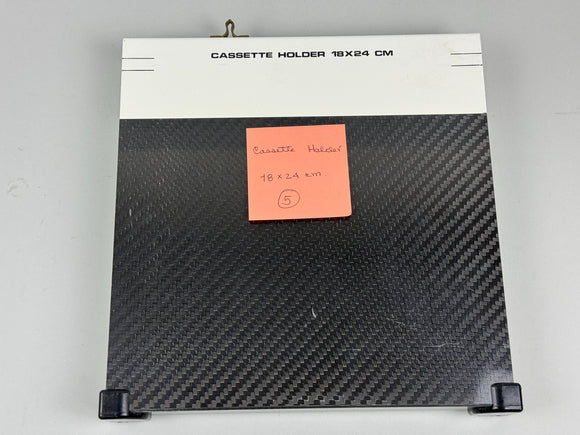 CASSETTE HOLDER 18X24 CM
Cassette Holder
18 x 24 cm
5